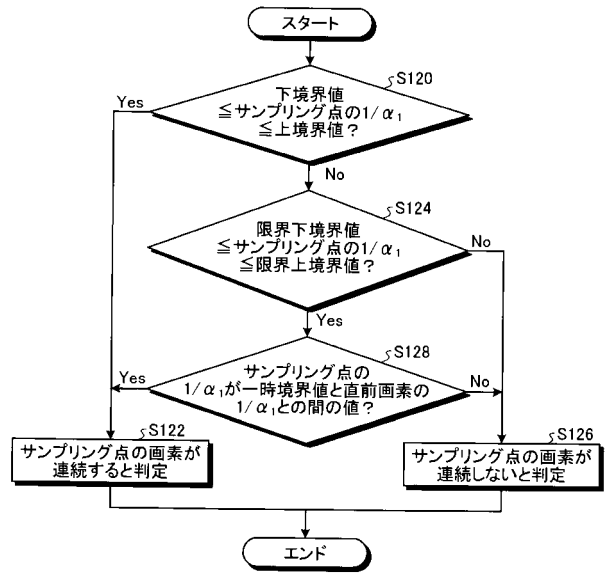 スタート
S120
下境界値
≦サンプリング点の1/α₁
≦上境界値？
Yes
No
S124
限界下境界値
≦サンプリング点の1/α₁
≦限界上境界値？
No
Yes
S128
サンプリング点の
1/α₁が一時境界値と直前画素の
1/α₁との間の値？
Yes
No
S122
サンプリング点の画素が
連続すると判定
S126
サンプリング点の画素が
連続しないと判定
エンド